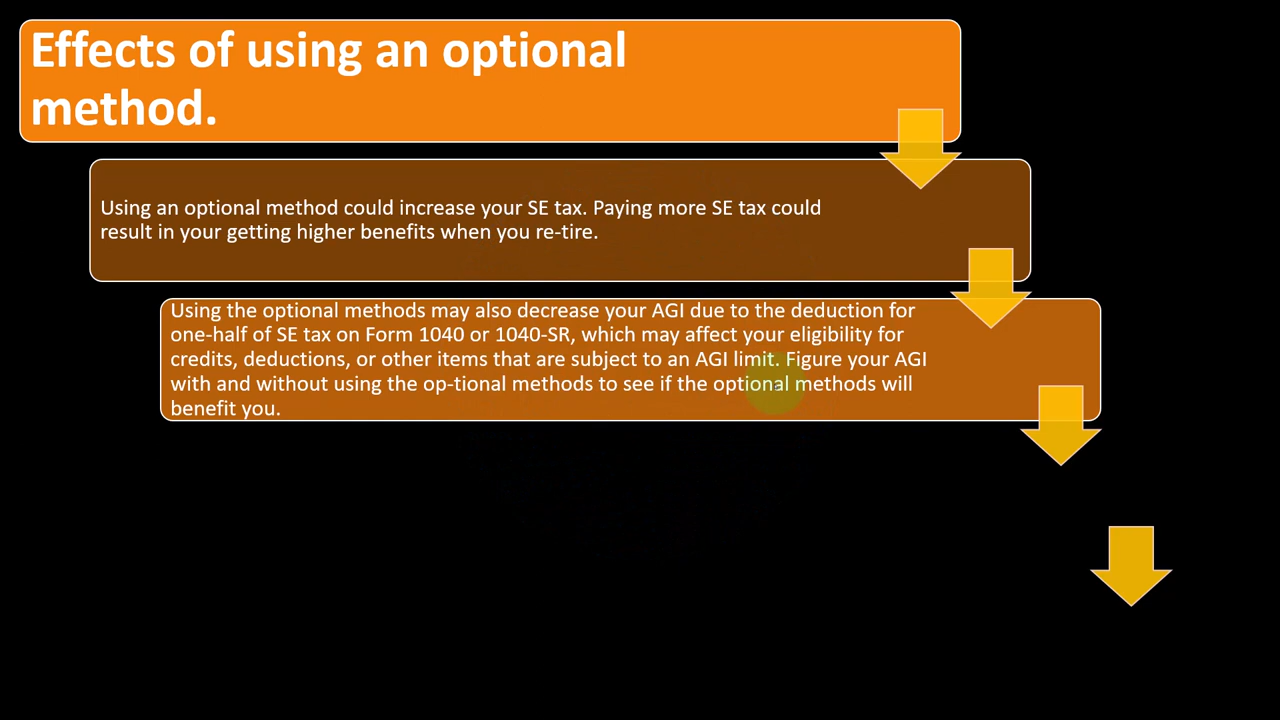 Effects of using an optional
method.
Using an optional method could increase your SE tax. Paying more SE tax could
result in your getting higher benefits when you re-tire.
Using the optional methods may also decrease your AGI due to the deduction for
one-half of SE tax on Form 1040 or 1040-SR, which may affect your eligibility for
credits, deductions, or other items that are subject to an AGI limit. Figure your AGI
with and without using the op-tional methods to see if the optional methods will
benefit you.